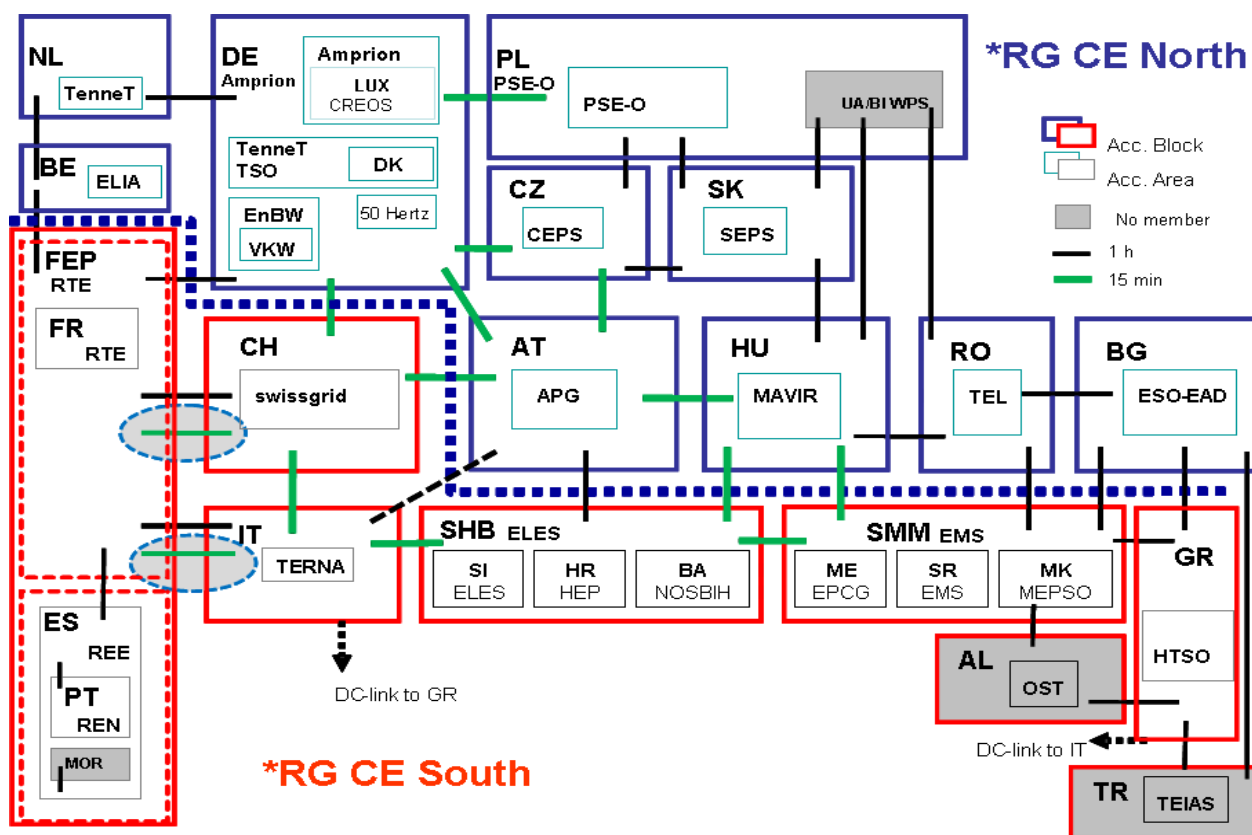 *RG CE North
NL
TenneT
BE
ELIA
DE
Amprion
Amprion
LUX
CREOS
TenneT
TSO
DK
EnBW
VKW
50 Hertz
PL
PSE-O
PSE-O
UA/BI WPS
Acc. Block
Acc. Area
No member
1 h
15 min
CZ
CEPS
SK
SEPS
FEP
RTE
FR
RTE
CH
swissgrid
AT
APG
HU
MAVIR
RO
TEL
BG
ESO-EAD
IT
TERNA
SHB ELES
SI
ELES
HR
HEP
BA
NOSBIH
SMM EMS
ME
EPCG
SR
EMS
MK
MEPSO
GR
HTSO
ES
REE
PT
REN
MOR
DC-link to GR
AL
OST
DC-link to IT
TR
TEIAS
*RG CE South